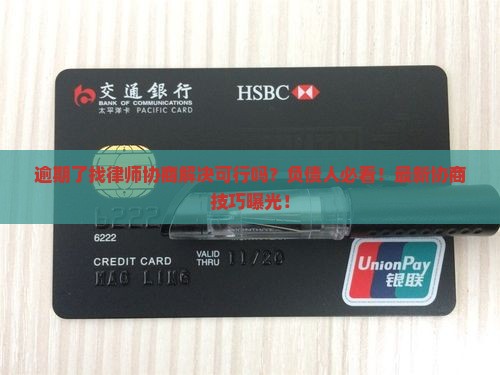 交通銀行
BANK OF COMMUNICATIONS
太平洋卡 PACIFIC CARD
HSBC
逾期了找律师协商解决可行吗?负债人必看!最新协商
技巧曝光!
6222
6222
CREDIT CARD
VALID
THRU
11/20
MAO LING
UnionPay
银联